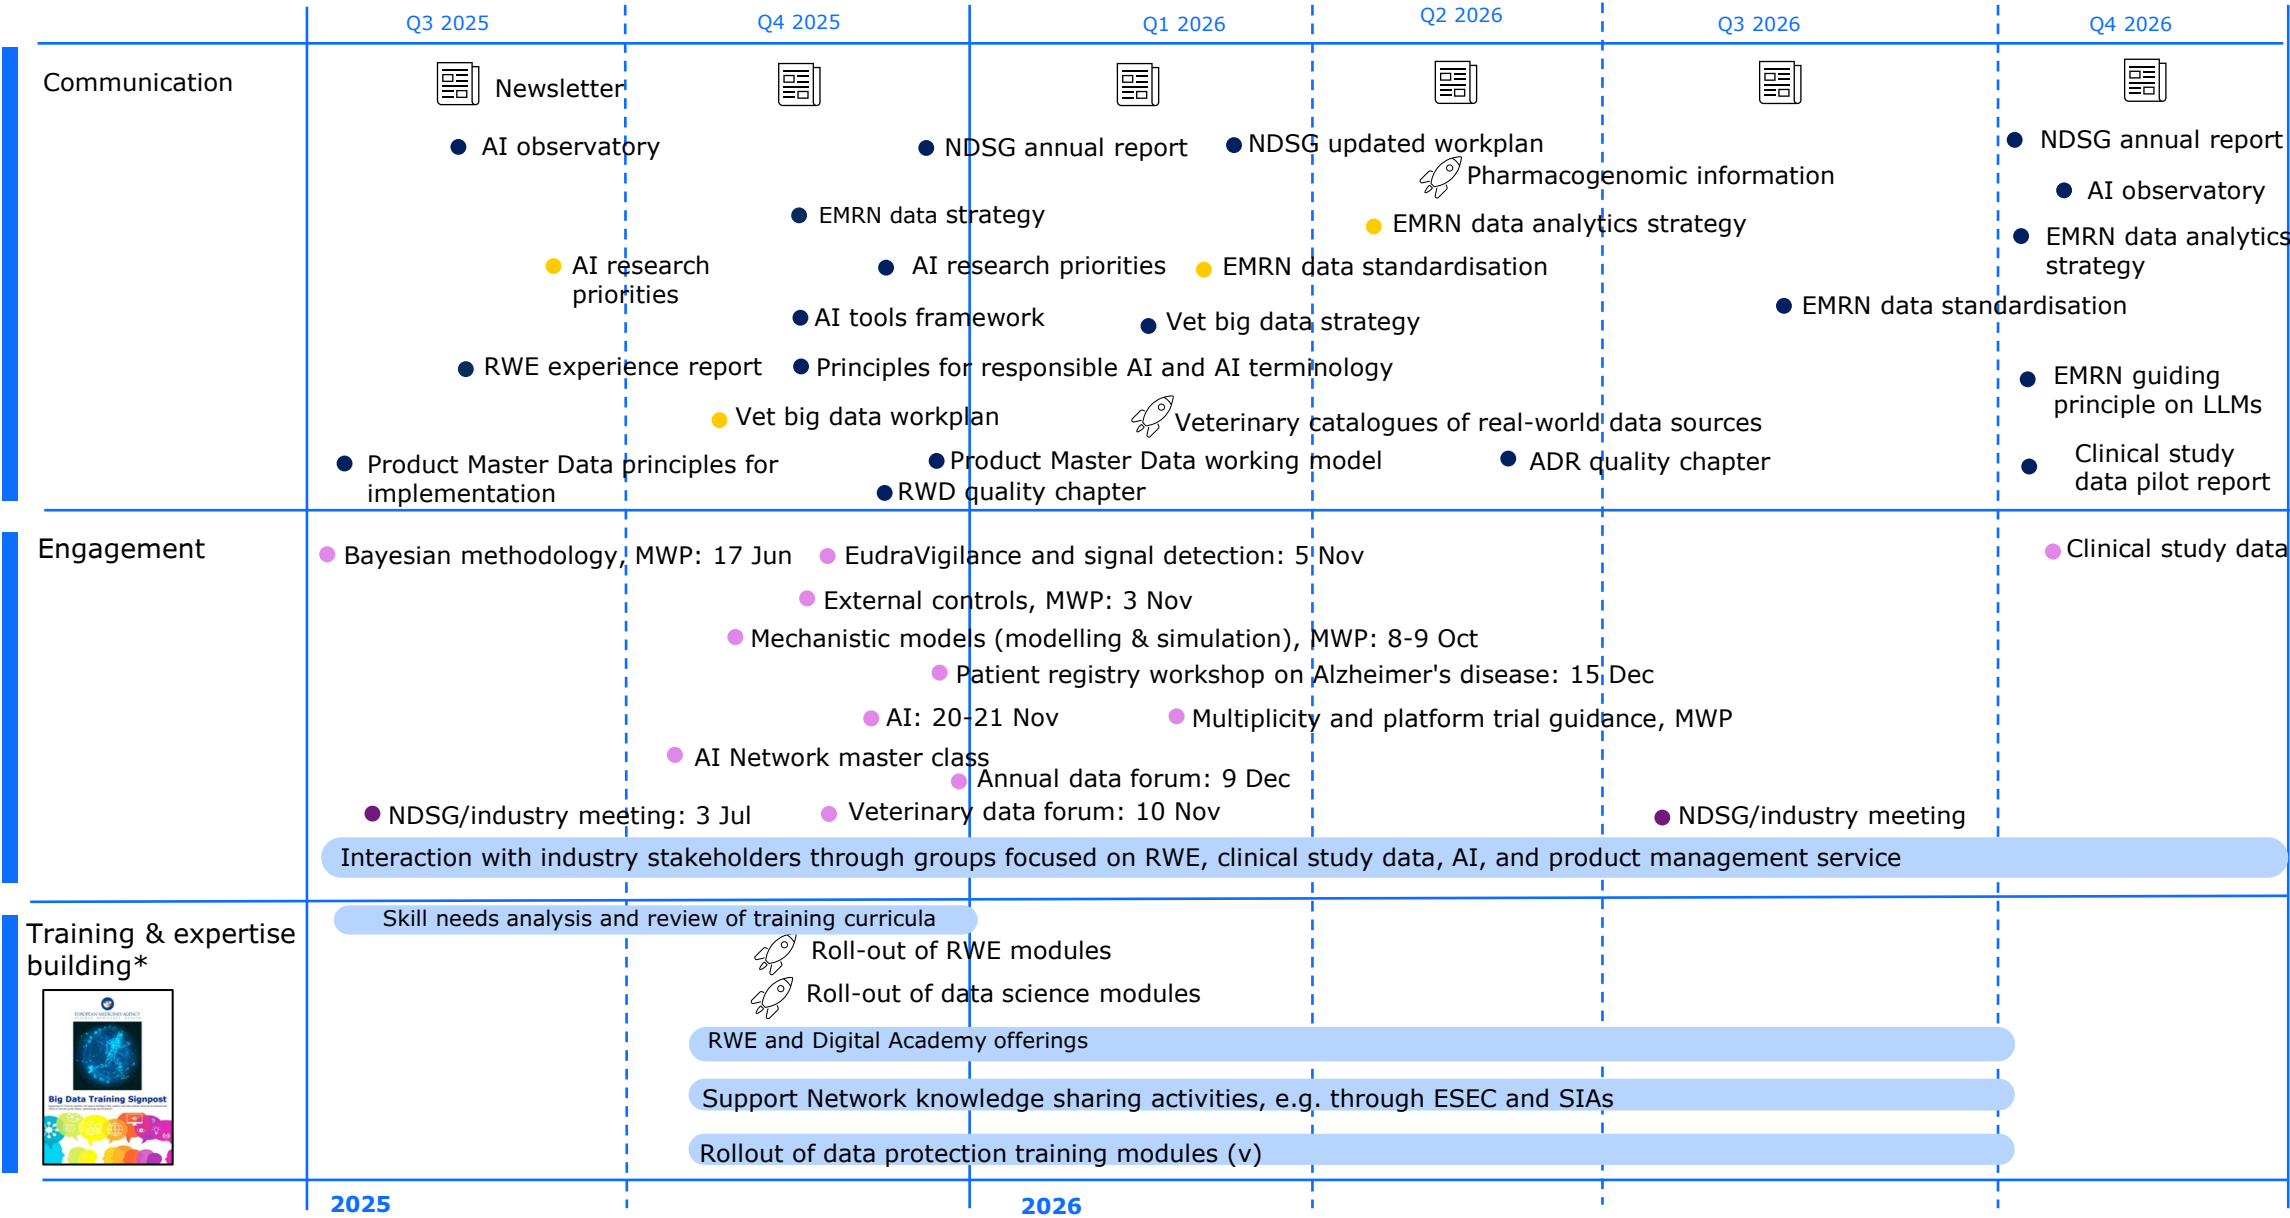 Q3 2025
Q4 2025
Q1 2026
Q2 2026
Q3 2026
Q4 2026
Communication
Newsletter
AI observatory
NDSG annual report
NDSG updated workplan
NDSG annual report
Pharmacogenomic information
AI observatory
EMRN data strategy
EMRN data analytics strategy
EMRN data analytics
strategy
AI research
priorities
AI research priorities
EMRN data standardisation
EMRN data standardisation
AI tools framework
Vet big data strategy
RWE experience report
Principles for responsible AI and AI terminology
EMRN guiding
principle on LLMs
Vet big data workplan
Veterinary catalogues of real-world data sources
Product Master Data principles for
implementation
Product Master Data working model
ADR quality chapter
Clinical study
data pilot report
RWD quality chapter
Engagement
Bayesian methodology, MWP: 17 Jun
EudraVigilance and signal detection: 5 Nov
Clinical study data
External controls, MWP: 3 Nov
Mechanistic models (modelling & simulation), MWP: 8-9 Oct
Patient registry workshop on Alzheimer's disease: 15 Dec
AI: 20-21 Nov
Multiplicity and platform trial guidance, MWP
AI Network master class
Annual data forum: 9 Dec
NDSG/industry meeting: 3 Jul
Veterinary data forum: 10 Nov
NDSG/industry meeting
Interaction with industry stakeholders through groups focused on RWE, clinical study data, AI, and product management service
Training & expertise
building*
Skill needs analysis and review of training curricula
Roll-out of RWE modules
Roll-out of data science modules
EUROPEAN MEDICINES AGENCY
Big Data Training Signpost
RWE and Digital Academy offerings
Support Network knowledge sharing activities, e.g. through ESEC and SIAs
Rollout of data protection training modules (v)
2025
2026